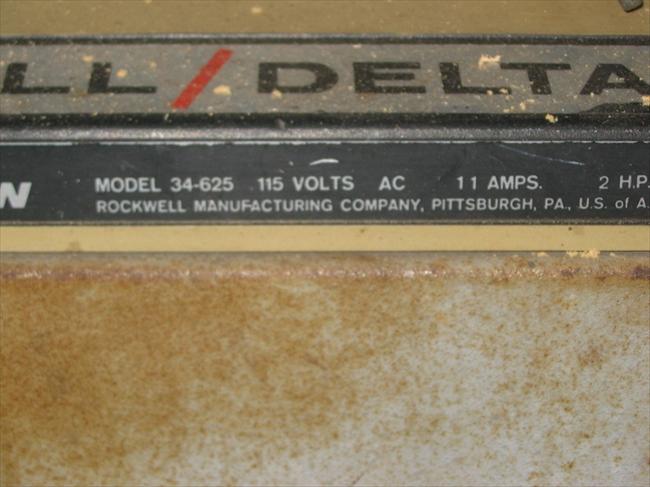 LL/DELTA
N MODEL 34-625 115 VOLTS AC 11 AMPS. 2 H.P.
ROCKWELL MANUFACTURING COMPANY, PITTSBURGH, PA., U.S. of A.